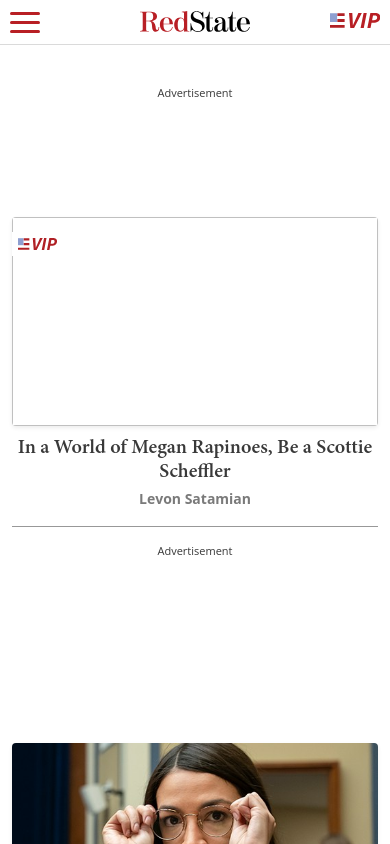 RedState
VIP
Advertisement
VIP
In a World of Megan Rapinoes, Be a Scottie
Scheffler
Levon Satamian
Advertisement